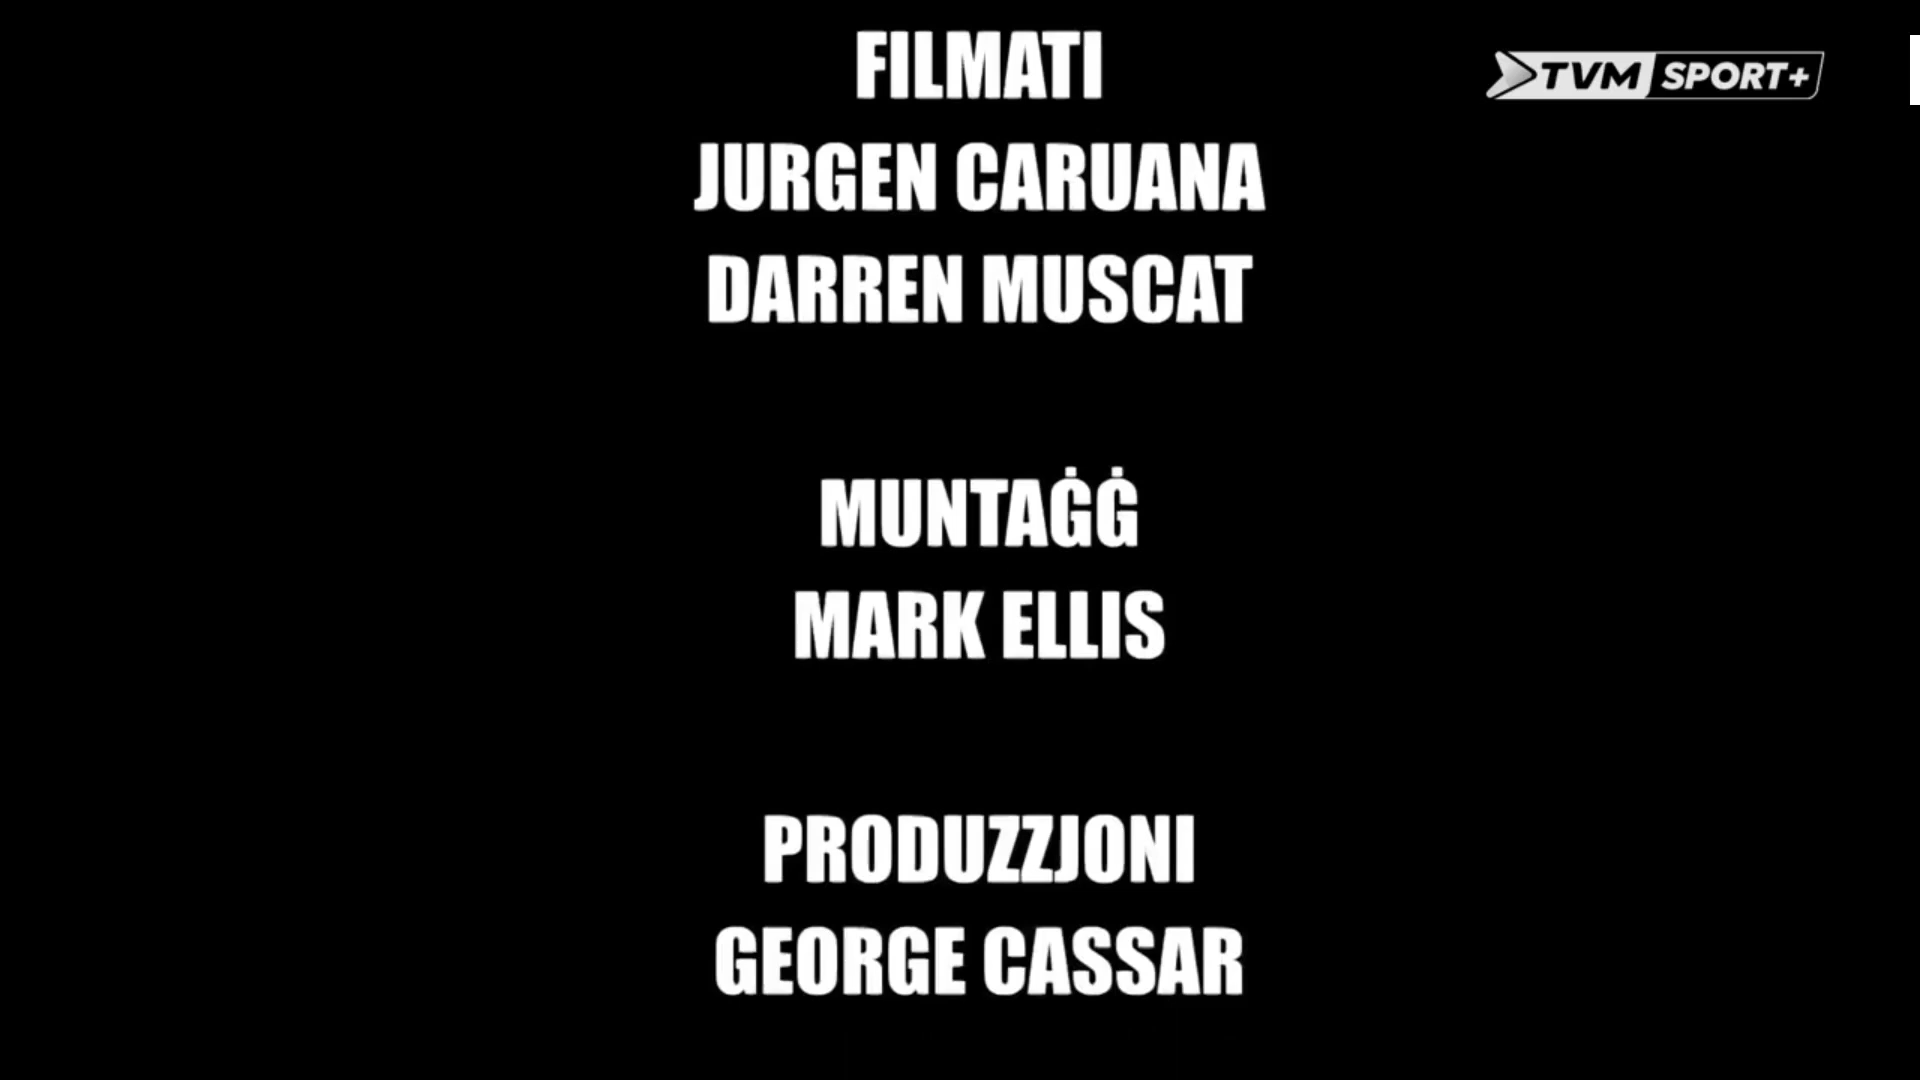 FILMATI
TVM SPORT+
JURGEN CARUANA
DARREN MUSCAT
MUNTAĠĠ
MARK ELLIS
PRODUZZJONI
GEORGE CASSAR